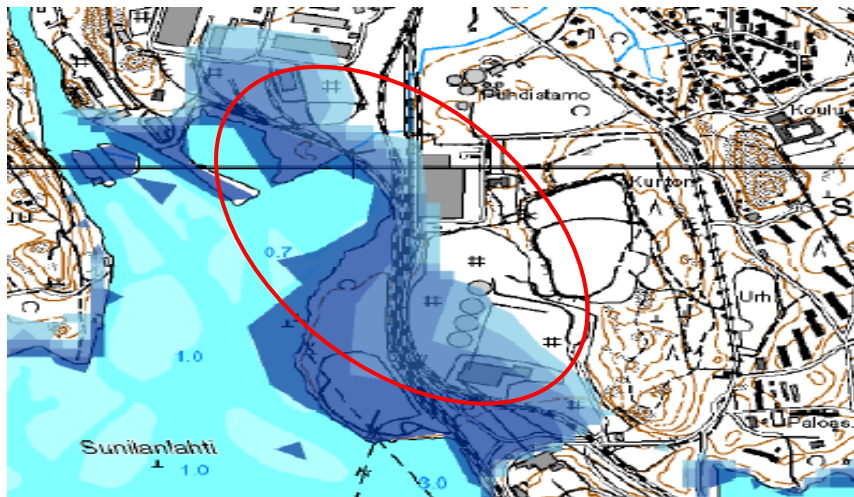 Puhdistamo
Koulu
Kurton
S
0.7
Urh.
1.0
Paloas.
Sunilanlahti
1.0
3.0